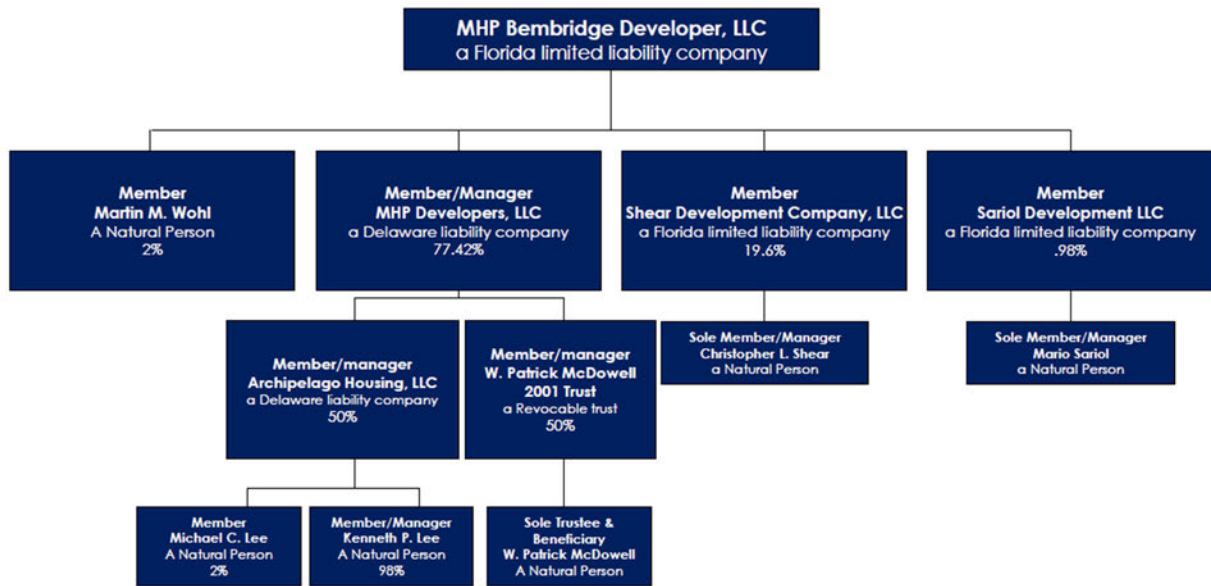 MHP Bembridge Developer, LLC
a Florida limited liability company
Member
Martin M. Wohl
A Natural Person
2%
Member/Manager
MHP Developers, LLC
a Delaware liability company
77.42%
Member
Shear Development Company, LLC
a Florida limited liability company
19.6%
Member
Sariol Development LLC
a Florida limited liability company
.98%
Member/manager
Archipelago Housing, LLC
a Delaware liability company
50%
Member/manager
W. Patrick McDowell
2001 Trust
a Revocable trust
50%
Sole Member/Manager
Christopher L. Shear
a Natural Person
Sole Member/Manager
Mario Sariol
a Natural Person
Member
Michael C. Lee
A Natural Person
2%
Member/Manager
Kenneth P. Lee
A Natural Person
98%
Sole Trustee &
Beneficiary
W. Patrick McDowell
A Natural Person